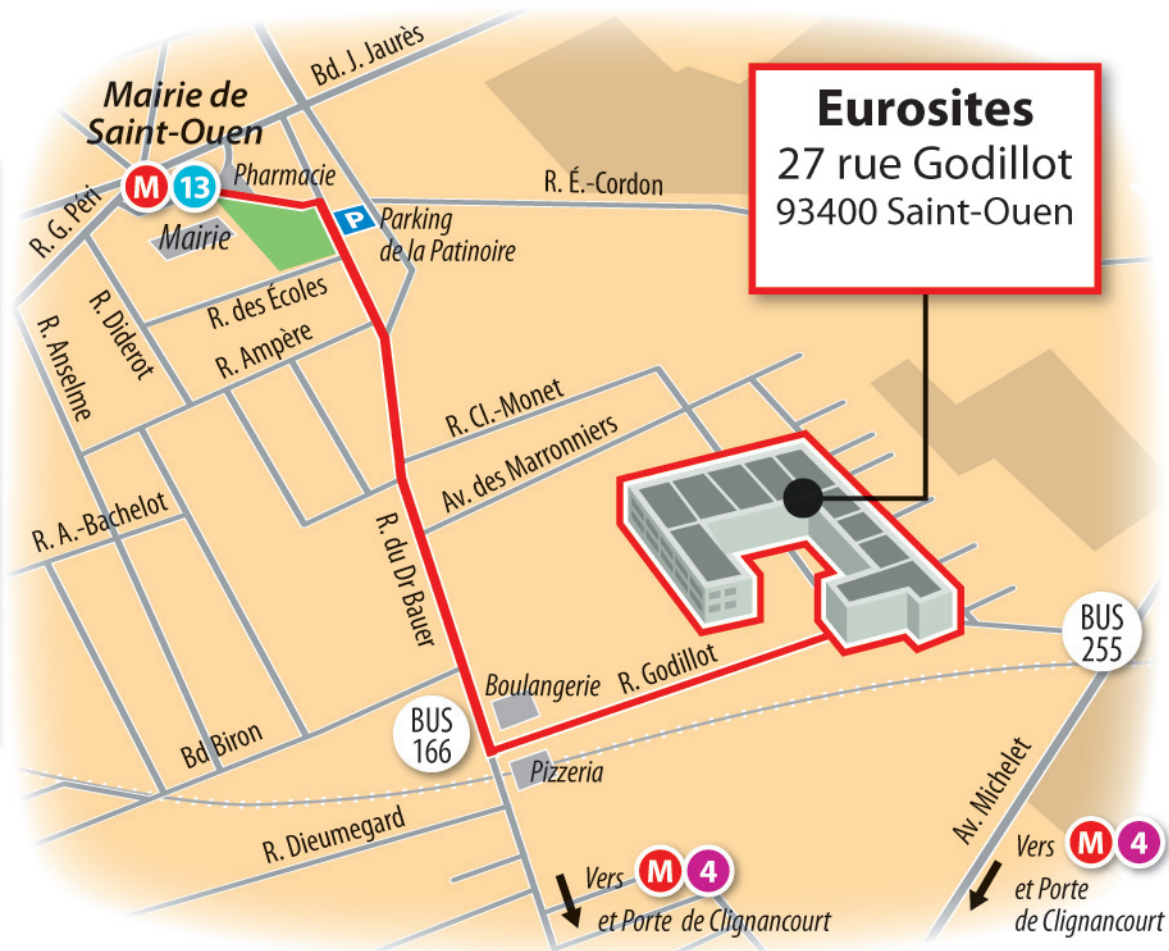 Bd. J. Jaurès
Mairie de
Saint-Ouen
M 13
Pharmacie
R. G. Péri
Mairie
P
Parking
de la Patinoire
R. É.-Cordon
Eurosites
27 rue Godillot
93400 Saint-Ouen
R. des Écoles
R. Diderot
R. Anselme
R. Ampère
R. Cl.-Monet
Av. des Marronniers
R. A.-Bachelot
R. du Dr Bauer
BUS
255
R. Godillot
Boulangerie
BUS
166
Bd Biron
Pizzeria
R. Dieumegard
Av. Michelet
Vers M 4
et Porte de Clignancourt
Vers M 4
et Porte
de Clignancourt